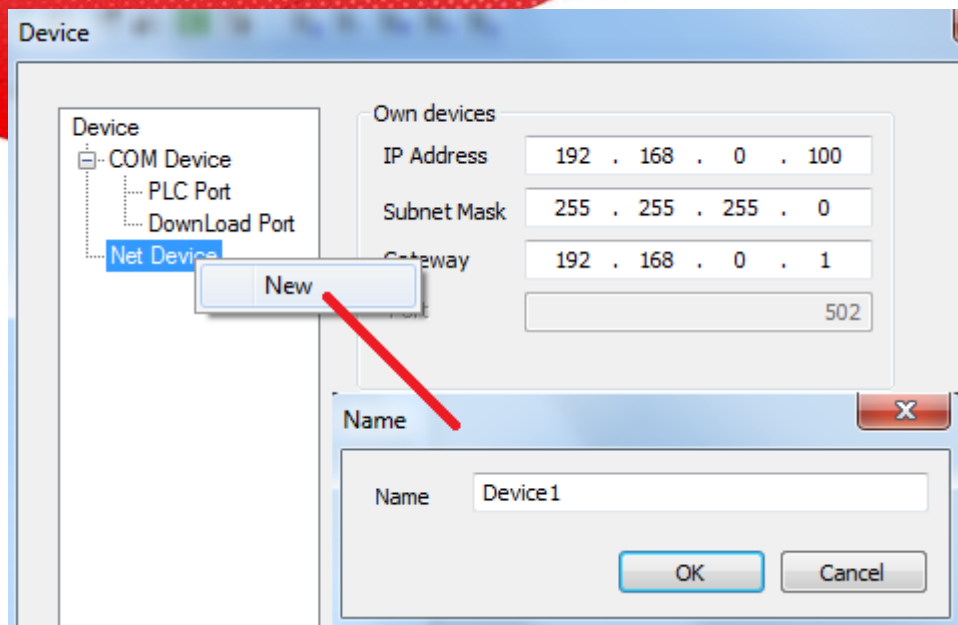 Device
Device
COM Device
PLC Port
DownLoad Port
Net Device
New
Own devices
IP Address 192 . 168 . 0 . 100
Subnet Mask 255 . 255 . 255 . 0
Gateway 192 . 168 . 0 . 1
502
Name
Name Device1
OK Cancel